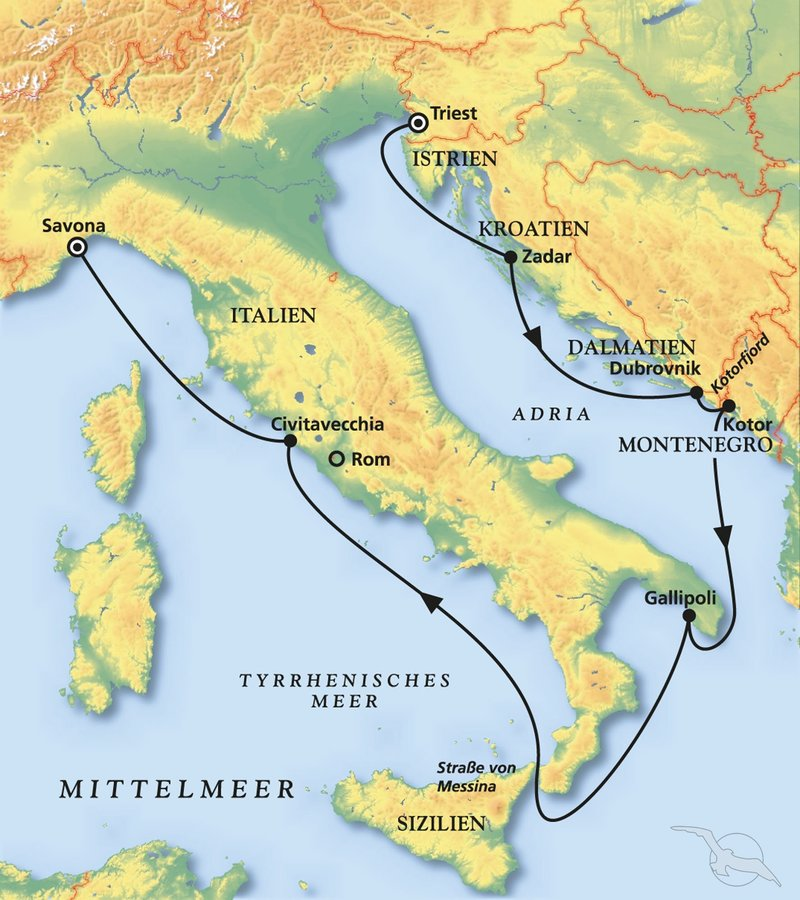 Triest
ISTRIEN
Savona
KROATIEN
Zadar
ITALIEN
DALMATIEN
Dubrovnik
Kotorfjord
ADRIA
Civitavecchia
Kotor
MONTENEGRO
Rom
Gallipoli
TYRRHENISCHES
MEER
Straße von
Messina
MITTELMEER
SIZILIEN